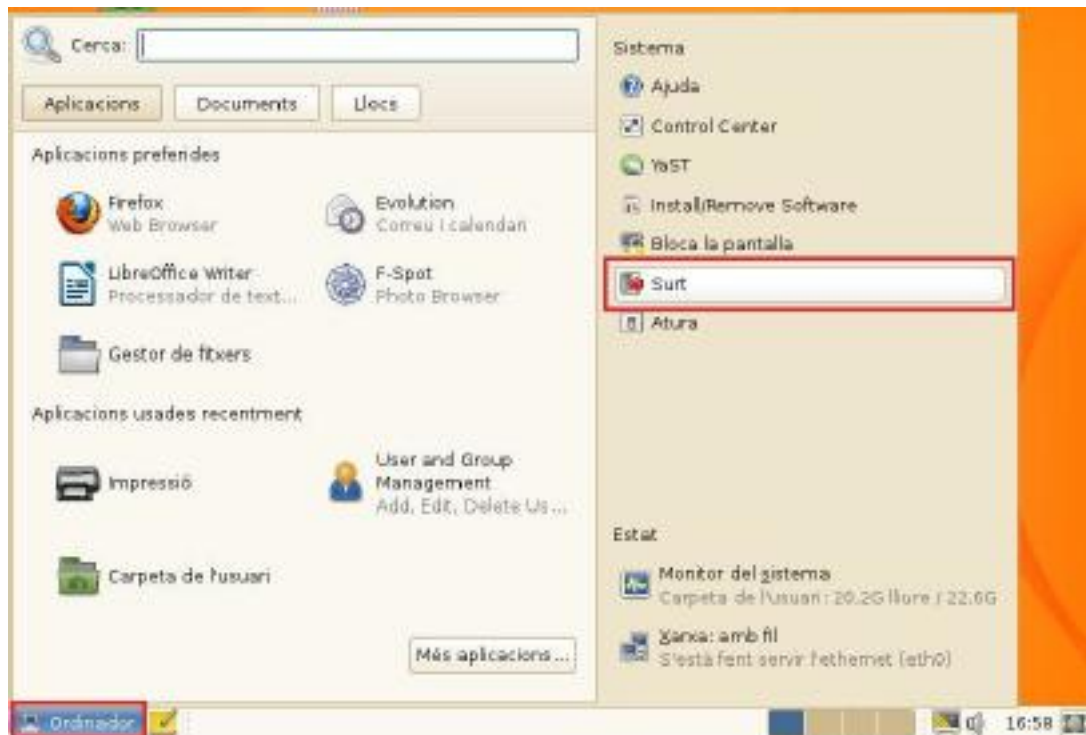 Cerca:
Aplicacions Documents Llocs
Aplicacions preferides
Firefox
Web Browser
Evolution
Correu i calendari
LibreOffice Writer
Processador de text...
F-Spot
Photo Browser
Gestor de fitxers
Aplicacions usades recentment
Impressió
User and Group
Management
Add, Edit, Delete Us...
Carpeta de l'usuari
Més aplicacions...
Sistema
Ajuda
Control Center
YaST
Install/Remove Software
Bloca la pantalla
Surt
Atura
Estat
Monitor del sistema
Carpeta de l'usuari: 20,2G lliure / 22,6G
Xarxa: amb fil
S'està fent servir l'ethernet (eth0)
Ordinador
16:58